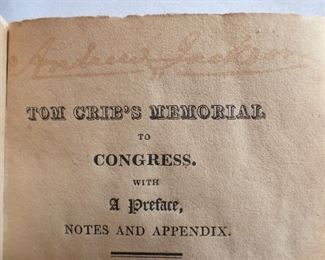 Andrew Jackson
TOM CRIB'S MEMORIAL
TO
CONGRESS.
WITH
A Preface,
NOTES AND APPENDIX.